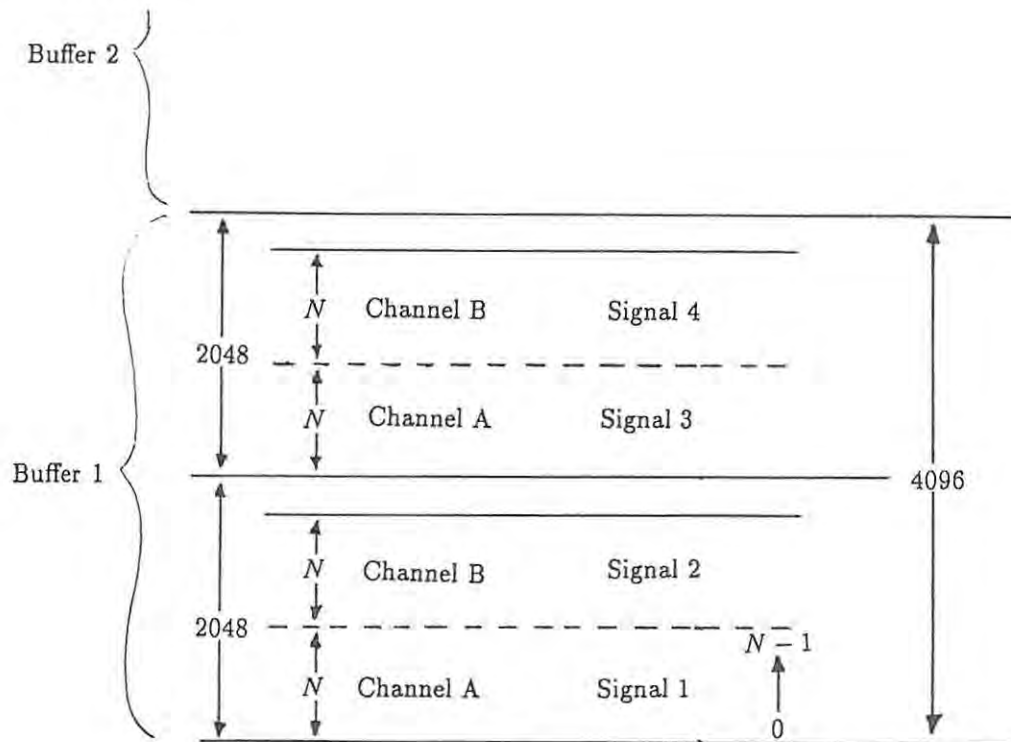 Buffer 2
N Channel B Signal 4
2048
N Channel A Signal 3
Buffer 1
4096
N Channel B Signal 2
2048
N − 1
N Channel A Signal 1
0